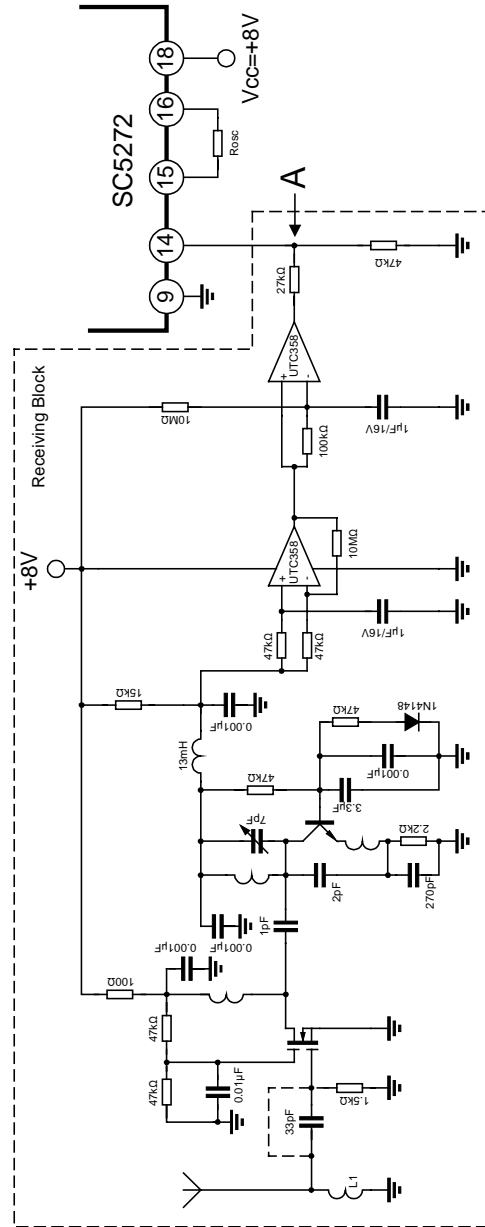 SC5272
9
14
15
16
18
Rosc
Vcc=+8V
A
Receiving Block
+8V
100Ω
15kΩ
10MΩ
47kΩ
47kΩ
0.01μF
0.001μF
0.001μF
1pF
7pF
47kΩ
13mH
0.001μF
47kΩ
47kΩ
1μF/16V
+
-
UTC358
10MΩ
100kΩ
+
-
UTC358
1μF/16V
27kΩ
47kΩ
L1
33pF
1.5kΩ
2pF
270pF
2.2kΩ
3.3μF
0.001μF
47kΩ
1N4148